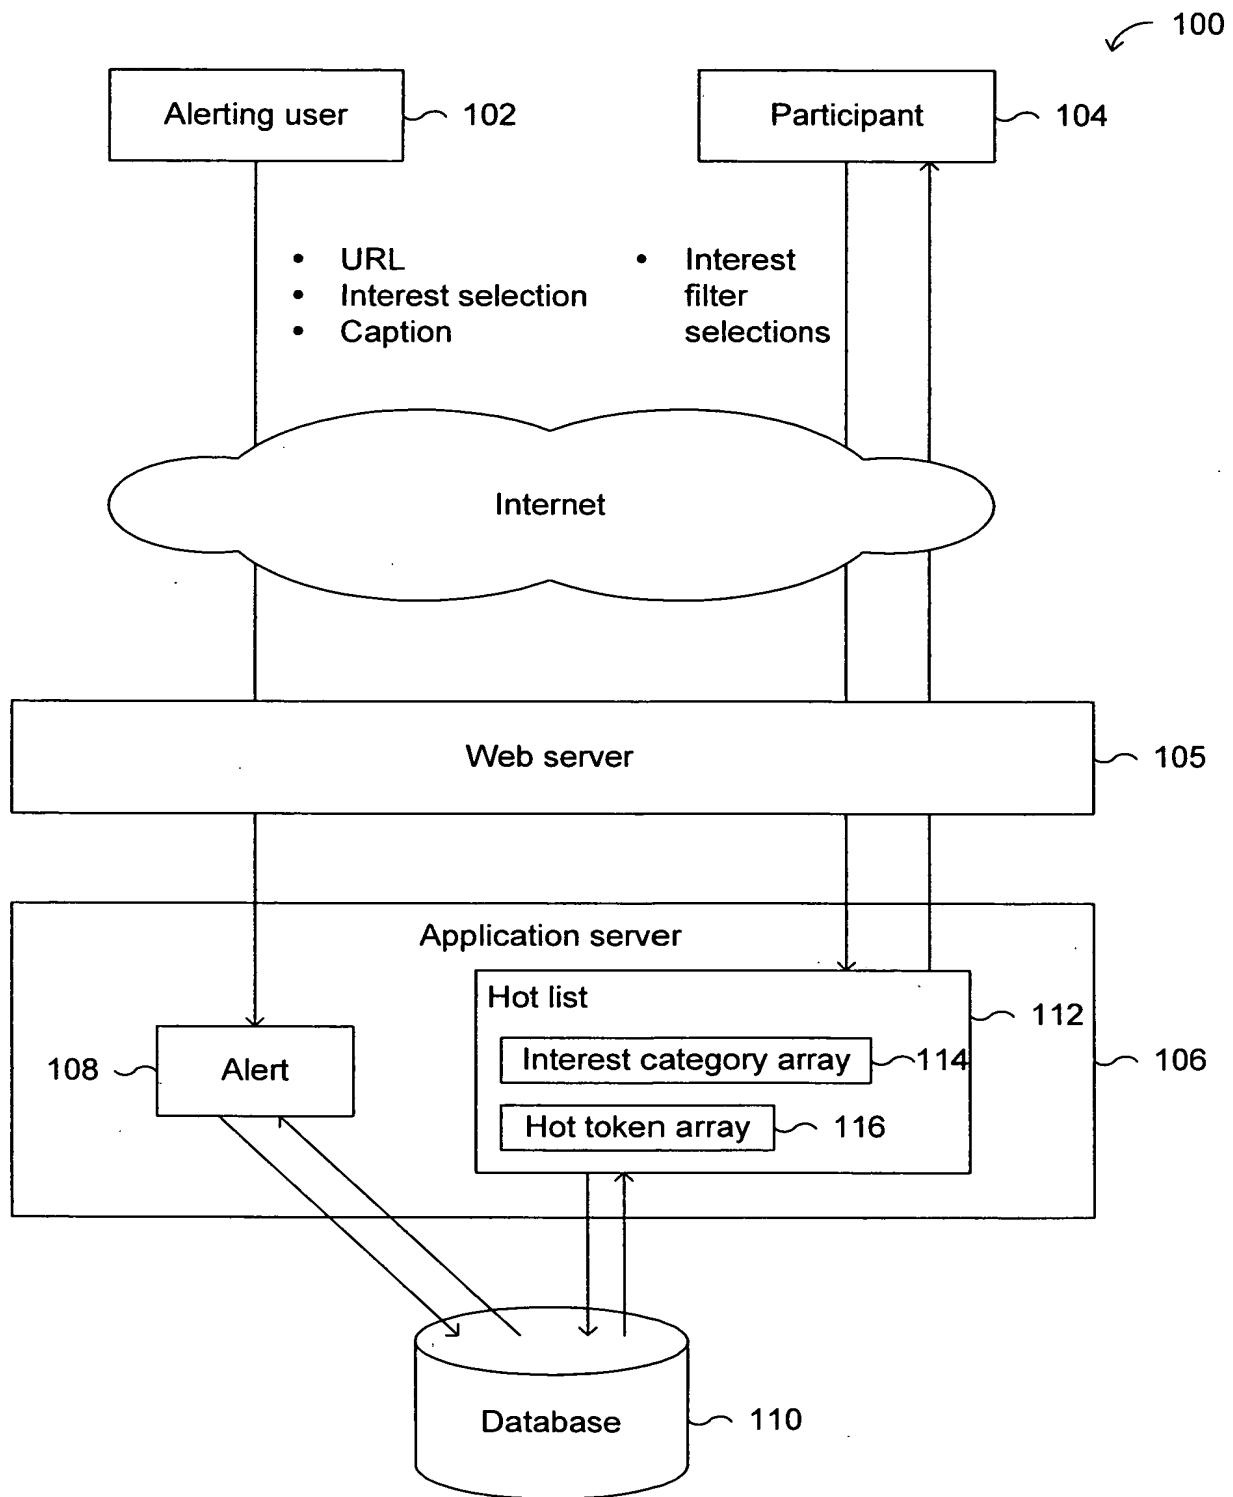 100
Alerting user
102
Participant
104
• URL
• Interest selection
• Caption
• Interest
filter
selections
Internet
Web server
105
Application server
Hot list
112
Interest category array
114
108
Alert
106
Hot token array
116
Database
110